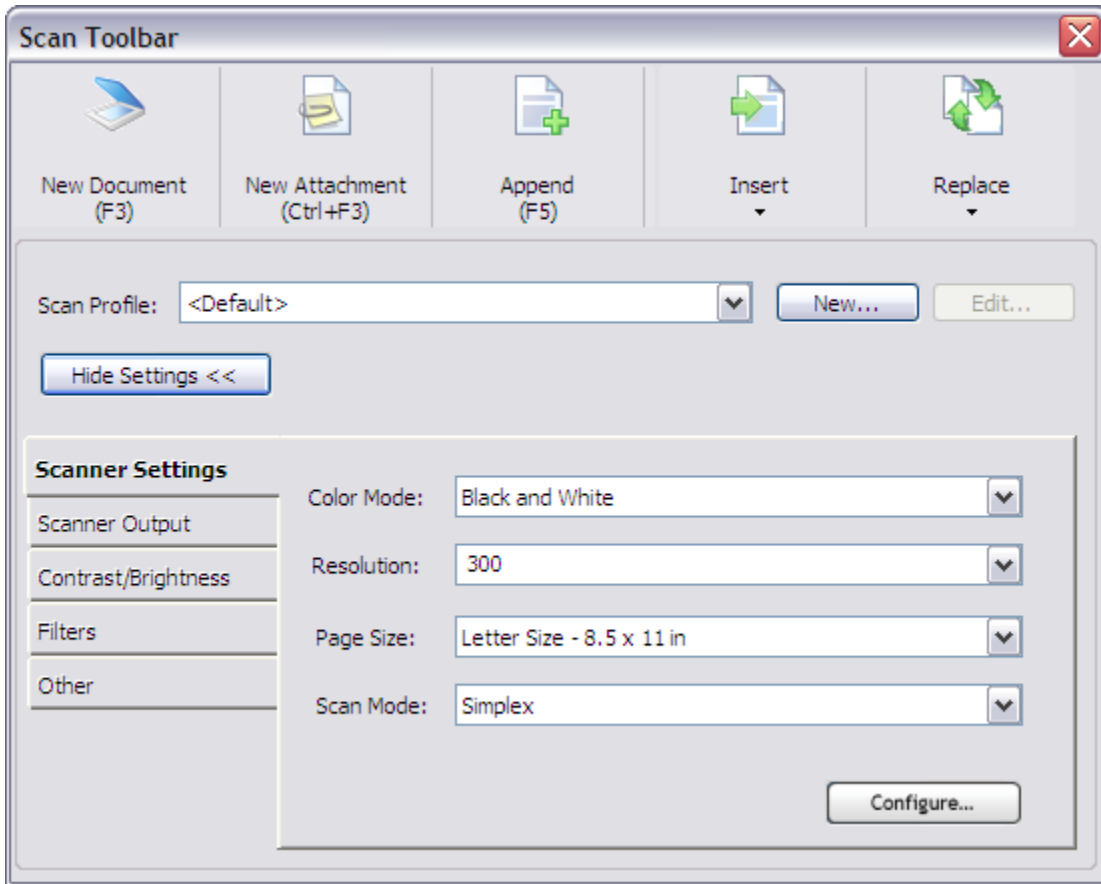 Scan Toolbar
New Document
(F3)
New Attachment
(Ctrl+F3)
Append
(F5)
Insert
Replace
Scan Profile: <Default> New... Edit...
Hide Settings <<
Scanner Settings
Scanner Output
Contrast/Brightness
Filters
Other
Color Mode: Black and White
Resolution: 300
Page Size: Letter Size - 8.5 x 11 in
Scan Mode: Simplex
Configure...